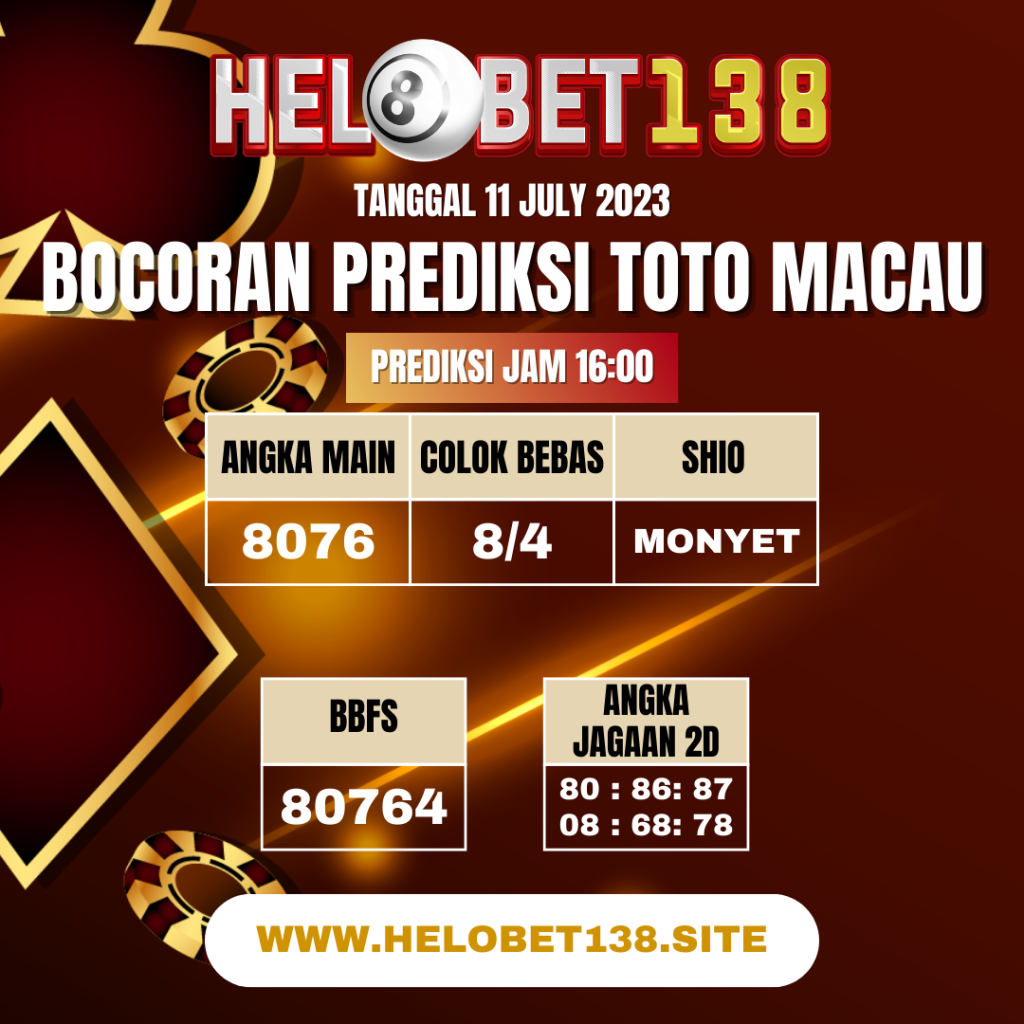 HELOBET138
TANGGAL 11 JULY 2023
BOCORAN PREDIKSI TOTO MACAU
PREDIKSI JAM 16:00
ANGKA MAIN COLOK BEBAS SHIO
8076 8/4 MONYET
BBFS
ANGKA
JAGAAN 2D
80764
80 : 86: 87
08 : 68: 78
WWW.HELOBET138.SITE